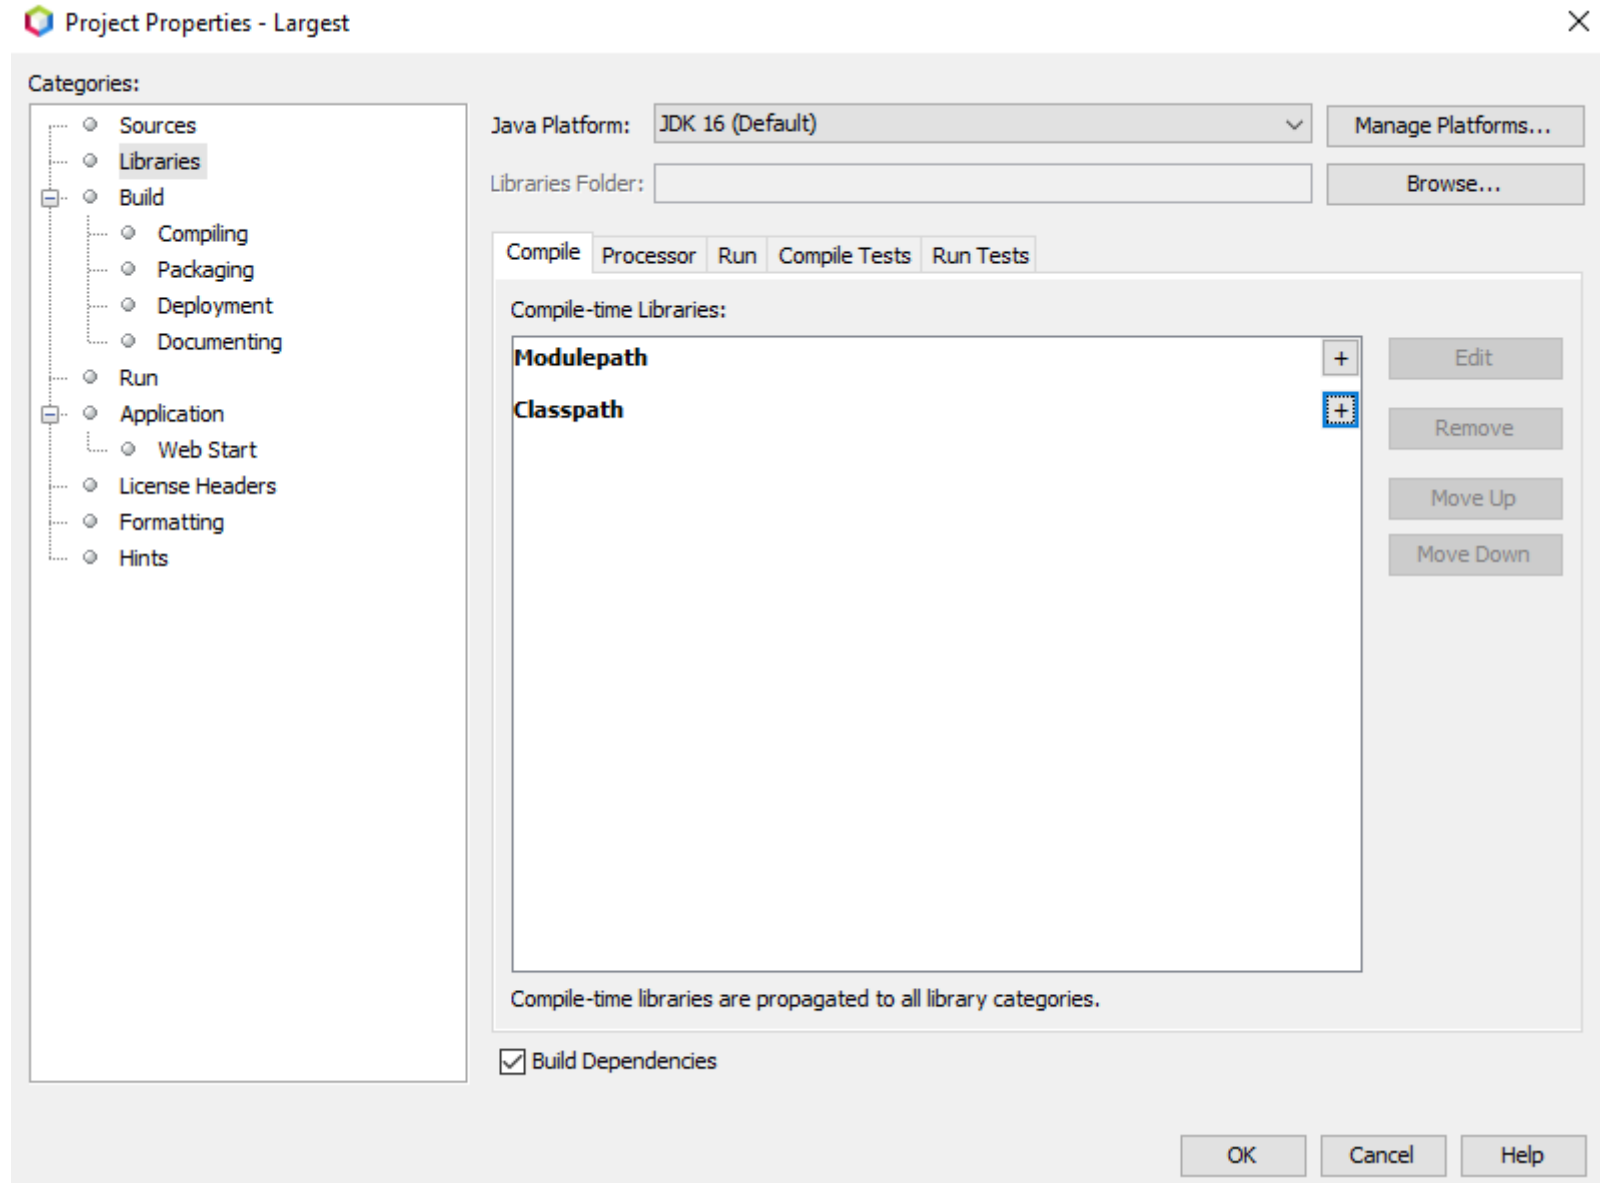 Project Properties - Largest
Categories:
Sources
Libraries
Build
Compiling
Packaging
Deployment
Documenting
Run
Application
Web Start
License Headers
Formatting
Hints
Java Platform: JDK 16 (Default) Manage Platforms...
Libraries Folder: Browse...
Compile Processor Run Compile Tests Run Tests
Compile-time Libraries:
Modulepath +
Classpath +
Edit
Remove
Move Up
Move Down
Compile-time libraries are propagated to all library categories.
Build Dependencies
OK Cancel Help